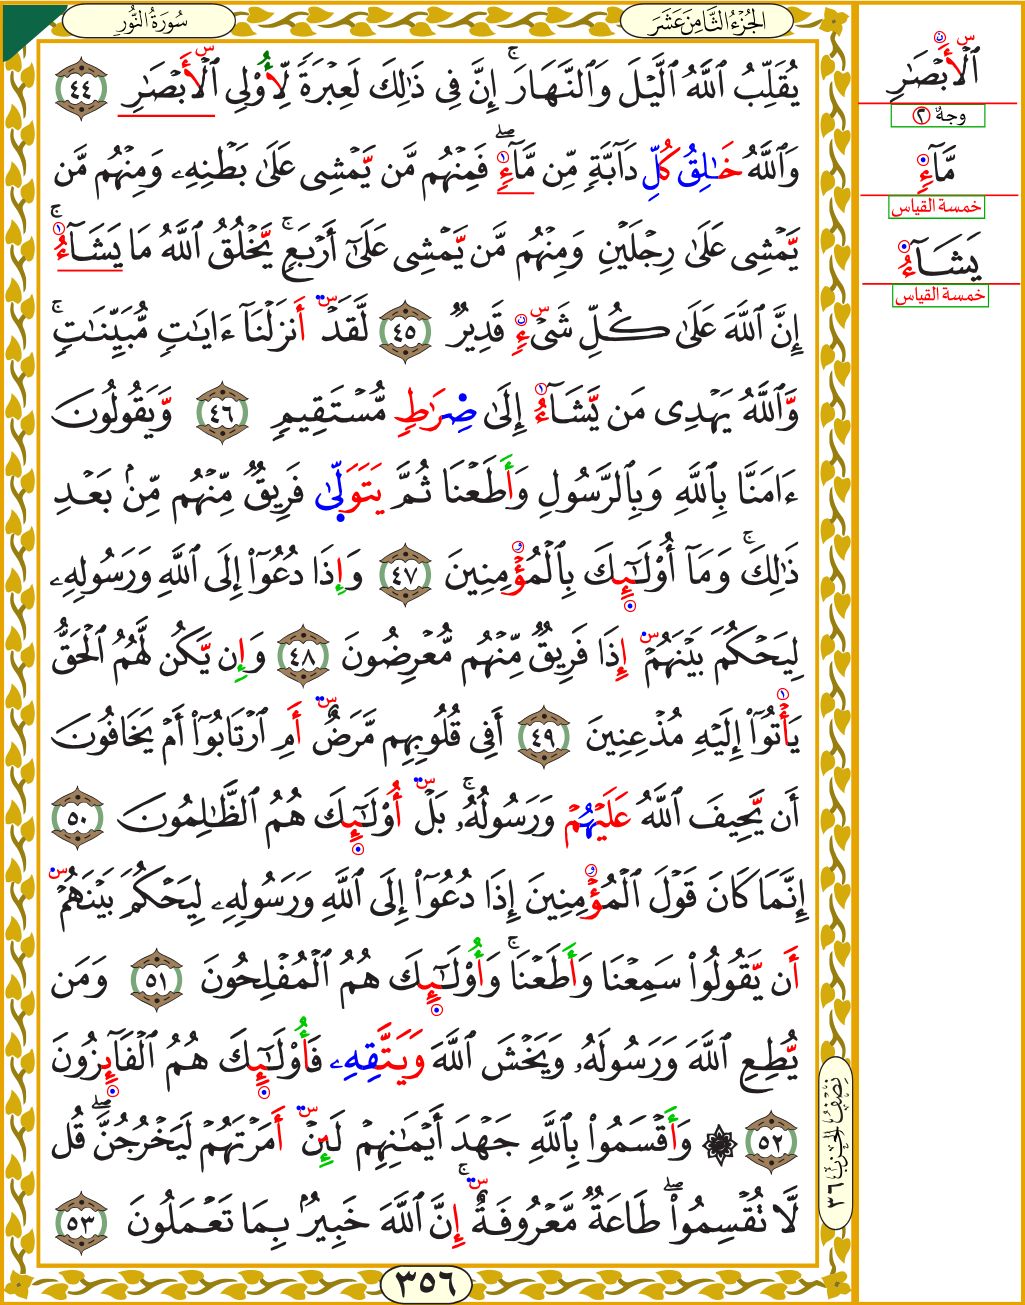 الجُزْءُ الثَّامِنَ عَشَرَ
سُورَةُ النُّورِ
يُقَلِّبُ ٱللَّهُ ٱلَّيْلَ وَٱلنَّهَارَۚ إِنَّ فِى ذَٰلِكَ لَعِبْرَةً لِّأُوْلِى ٱلْأَبْصَٰرِ ٤٤
وَٱللَّهُ خَٰلِقُ كُلِّ دَآبَّةٍ مِّن مَّآءٍۖ فَمِنْهُم مَّن يَّمْشِى عَلَىٰ بَطْنِهِۦ وَمِنْهُم مَّن
يَّمْشِى عَلَىٰ رِجْلَيْنِ وَمِنْهُم مَّن يَّمْشِى عَلَىٰٓ أَرْبَعٍۚ يَّخْلُقُ ٱللَّهُ مَا يَشَآءُۚ
إِنَّ ٱللَّهَ عَلَىٰ كُلِّ شَىْءٍ قَدِيرٌ ٤٥ لَّقَدْ أَنزَلْنَآ ءَايَٰتٍ مُّبَيِّنَٰتٍۚ
وَّٱللَّهُ يَهْدِى مَن يَّشَآءُ إِلَىٰ صِرَٰطٍ مُّسْتَقِيمٍ ٤٦ وَّيَقُولُونَ
ءَامَنَّا بِٱللَّهِ وَبِٱلرَّسُولِ وَأَطَعْنَا ثُمَّ يَتَوَلَّىٰ فَرِيقٌ مِّنْهُم مِّنۢ بَعْدِ
ذَٰلِكَۚ وَمَآ أُوْلَٰٓئِكَ بِٱلْمُؤْمِنِينَ ٤٧ وَإِذَا دُعُوٓاْ إِلَى ٱللَّهِ وَرَسُولِهِۦ
لِيَحْكُمَ بَيْنَهُمْ إِذَا فَرِيقٌ مِّنْهُم مُّعْرِضُونَ ٤٨ وَإِن يَّكُن لَّهُمُ ٱلْحَقُّ
يَأْتُوٓاْ إِلَيْهِ مُذْعِنِينَ ٤٩ أَفِى قُلُوبِهِم مَّرَضٌ أَمِ ٱرْتَابُوٓاْ أَمْ يَخَافُونَ
أَن يَّحِيفَ ٱللَّهُ عَلَيْهِمْ وَرَسُولُهُۥۚ بَلْ أُوْلَٰٓئِكَ هُمُ ٱلظَّٰلِمُونَ ٥٠
إِنَّمَا كَانَ قَوْلَ ٱلْمُؤْمِنِينَ إِذَا دُعُوٓاْ إِلَى ٱللَّهِ وَرَسُولِهِۦ لِيَحْكُمَ بَيْنَهُمْ
أَن يَّقُولُواْ سَمِعْنَا وَأَطَعْنَاۚ وَأُوْلَٰٓئِكَ هُمُ ٱلْمُفْلِحُونَ ٥١ وَمَن
يُّطِعِ ٱللَّهَ وَرَسُولَهُۥ وَيَخْشَ ٱللَّهَ وَيَتَّقِهِۦ فَأُوْلَٰٓئِكَ هُمُ ٱلْفَآئِزُونَ
٥٢ ۞ وَأَقْسَمُواْ بِٱللَّهِ جَهْدَ أَيْمَٰنِهِمْ لَئِنْ أَمَرْتَهُمْ لَيَخْرُجُنَّۖ قُل
لَّا تُقْسِمُواْۖ طَاعَةٌ مَّعْرُوفَةٌۚ إِنَّ ٱللَّهَ خَبِيرٌۢ بِمَا تَعْمَلُونَ ٥٣
٣٥٦
نِصْفُ الحِزْبِ ٣٦
ٱلْأَبْصَٰرِ
وجهٌ ٢
مَّآءٍ
خمسة القياس
يَشَآءُ
خمسة القياس